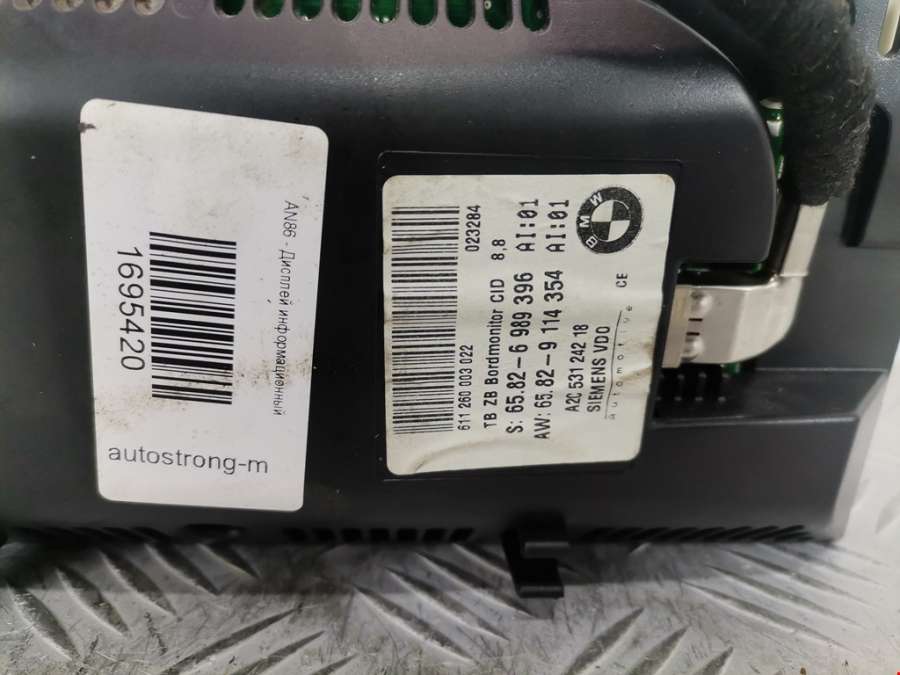 AN86 - Дисплей информационный
1695420
autostrong-m
BMW
611 260 003 022
023284
TB ZB Bordmonitor CID 8,8
S: 65.82-6 989 396 AI:01
AW: 65.82-9 114 354 AI:01
A2C 531 242 18
SIEMENS VDO
Automotive
CE